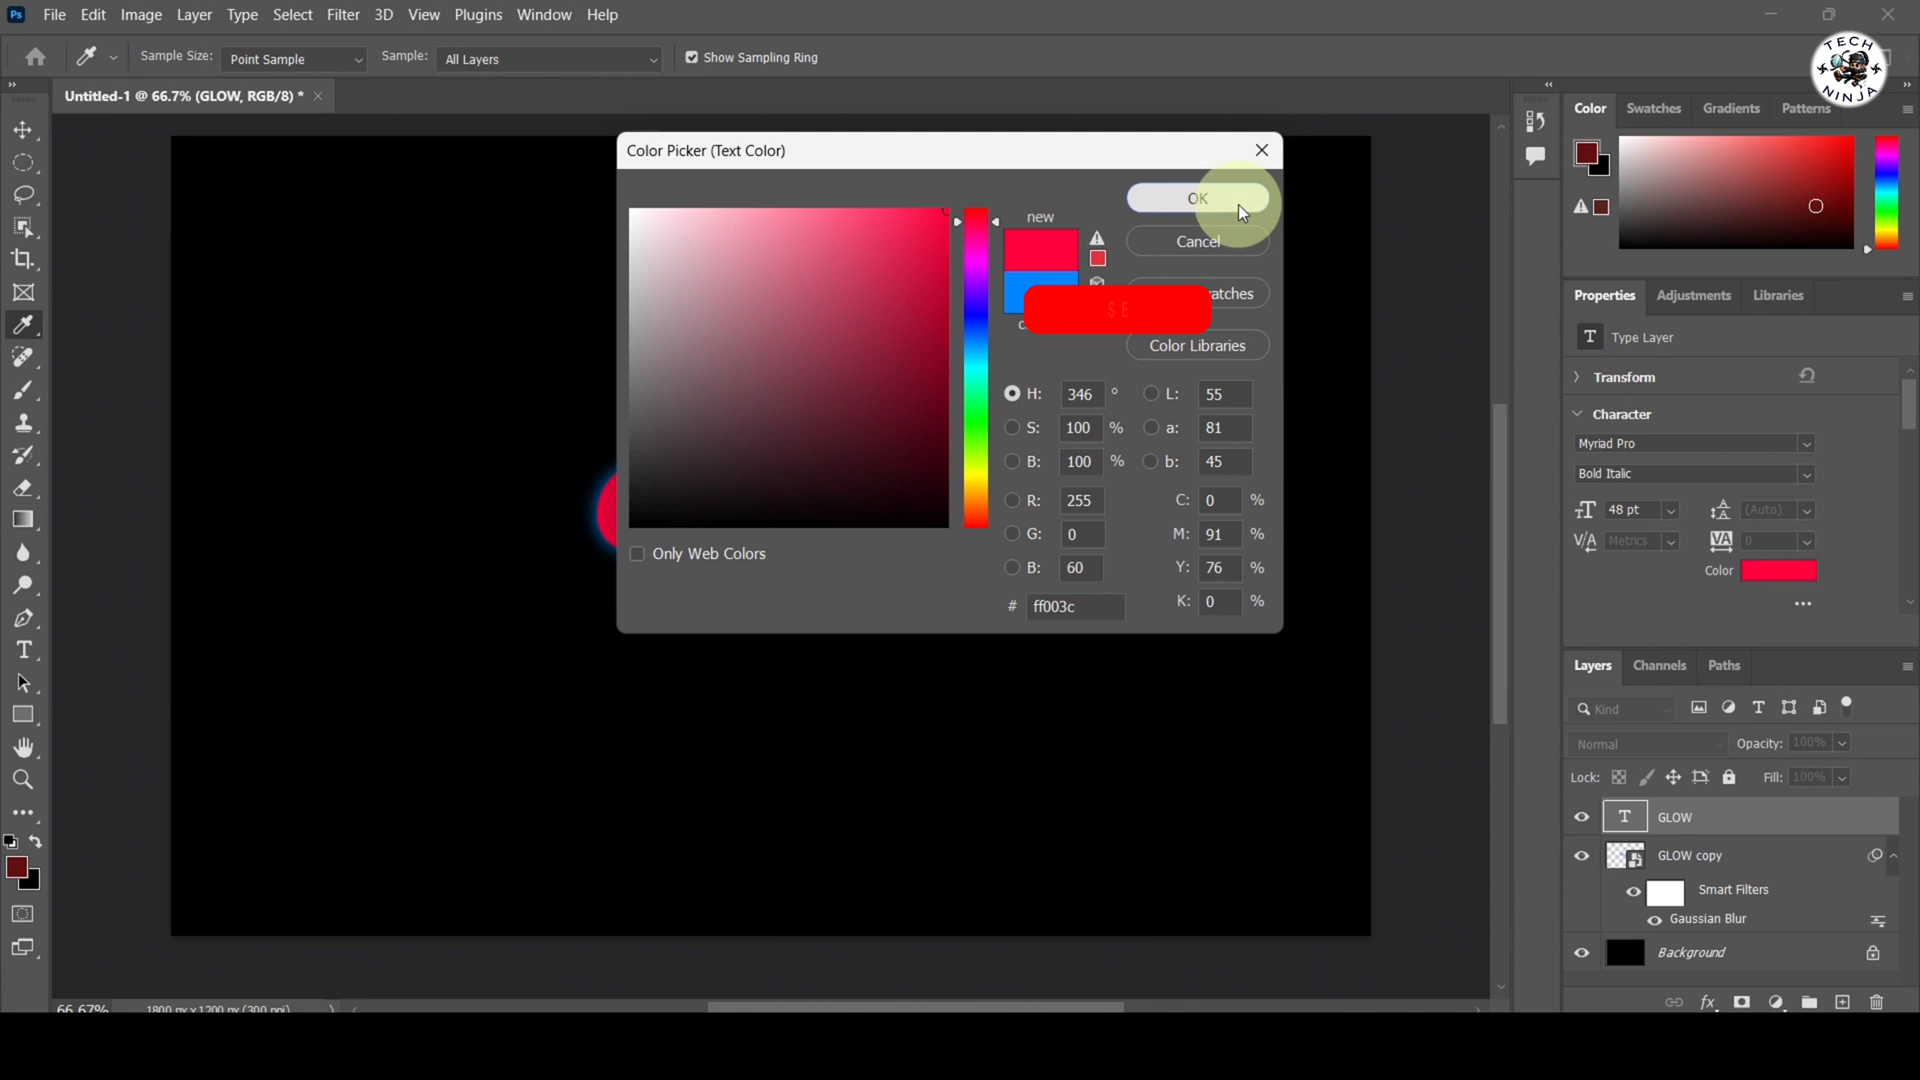 Ps File Edit Image Layer Type Select Filter 3D View Plugins Window Help
Sample Size: Point Sample Sample: All Layers Show Sampling Ring
TECH NINJA
Untitled-1 @ 66.7% (GLOW, RGB/8) *
Color Swatches Gradients Patterns
Color Picker (Text Color)
OK
new
Cancel
atches
S E
Color Libraries
H: 346 ° L: 55
S: 100 % a: 81
B: 100 % b: 45
R: 255 C: 0 %
G: 0 M: 91 %
B: 60 Y: 76 %
# ff003c K: 0 %
Only Web Colors
Properties Adjustments Libraries
T Type Layer
Transform
Character
Myriad Pro
Bold Italic
48 pt (Auto)
Metrics 0
Color
Layers Channels Paths
Kind
Normal Opacity: 100%
Lock: Fill: 100%
T GLOW
GLOW copy
Smart Filters
Gaussian Blur
Background
fx
66.67% 1800 px x 1200 px (300 ppi)